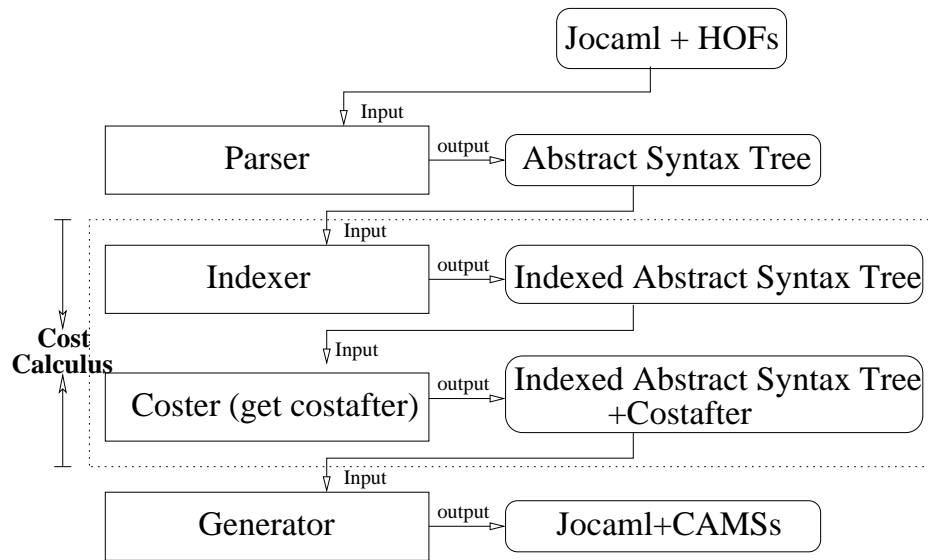 Jocaml + HOFs
Input
Parser
output
Abstract Syntax Tree
Input
Indexer
output
Indexed Abstract Syntax Tree
Cost
Calculus
Input
Coster (get costafter)
output
Indexed Abstract Syntax Tree
+Costafter
Input
Generator
output
Jocaml+CAMSs